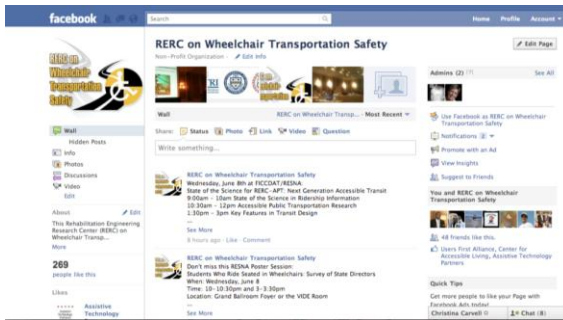 facebook
Search
Home Profile Account
RERC on
Wheelchair
Transportation
Safety
Wall
Hidden Posts
Info
Photos
Discussions
Video
Edit
About Edit
This Rehabilitation Engineering
Research Center (RERC) on
Wheelchair Transp...
More
269
people like this
Likes
Assistive
Technology
RERC on Wheelchair Transportation Safety
Non-Profit Organization · Edit Info
Wall RERC on Wheelchair Transp... · Most Recent
Share: Status Photo Link Video Question
Write something...
RERC on Wheelchair Transportation Safety
Wednesday, June 8th at FICCDAT/RESNA:
State of the Science for RERC-APT: Next Generation Accessible Transit
9:00am - 10am State of the Science in Ridership Information
10:30am - 12pm Accessible Public Transportation Research
1:30pm - 3pm Key Features in Transit Design
...
See More
8 hours ago · Like · Comment
RERC on Wheelchair Transportation Safety
Don't miss this RESNA Poster Session:
Students Who Ride Seated in Wheelchairs: Survey of State Directors
When: Wednesday, June 8
Time: 10-10:30pm and 3-3:30pm
Location: Grand Ballroom Foyer or the VIDE Room
...
See More
Edit Page
Admins (2) See All
Use Facebook as RERC on Wheelchair
Transportation Safety
Notifications 2
Promote with an Ad
View Insights
Suggest to Friends
You and RERC on Wheelchair
Transportation Safety
48 friends like this.
Users First Alliance, Center for
Accessible Living, Assistive Technology
Partners
Quick Tips
Get more people to like your Page with
Facebook Ads today!
Christina Carvell
Chat (8)